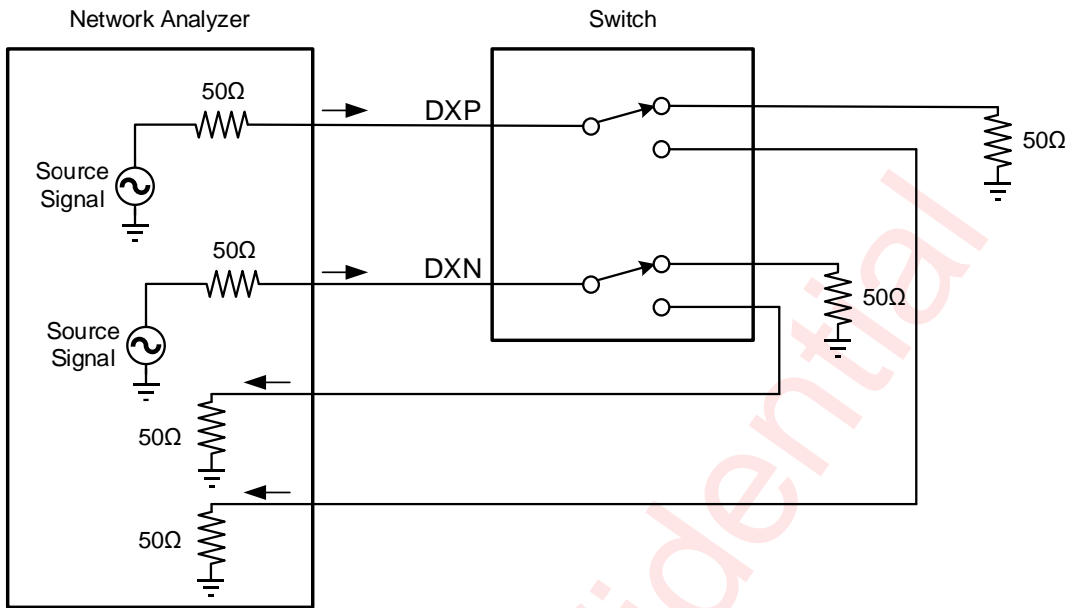 Network Analyzer
Switch
50Ω
DXP
50Ω
Source
Signal
50Ω
DXN
50Ω
Source
Signal
50Ω
50Ω